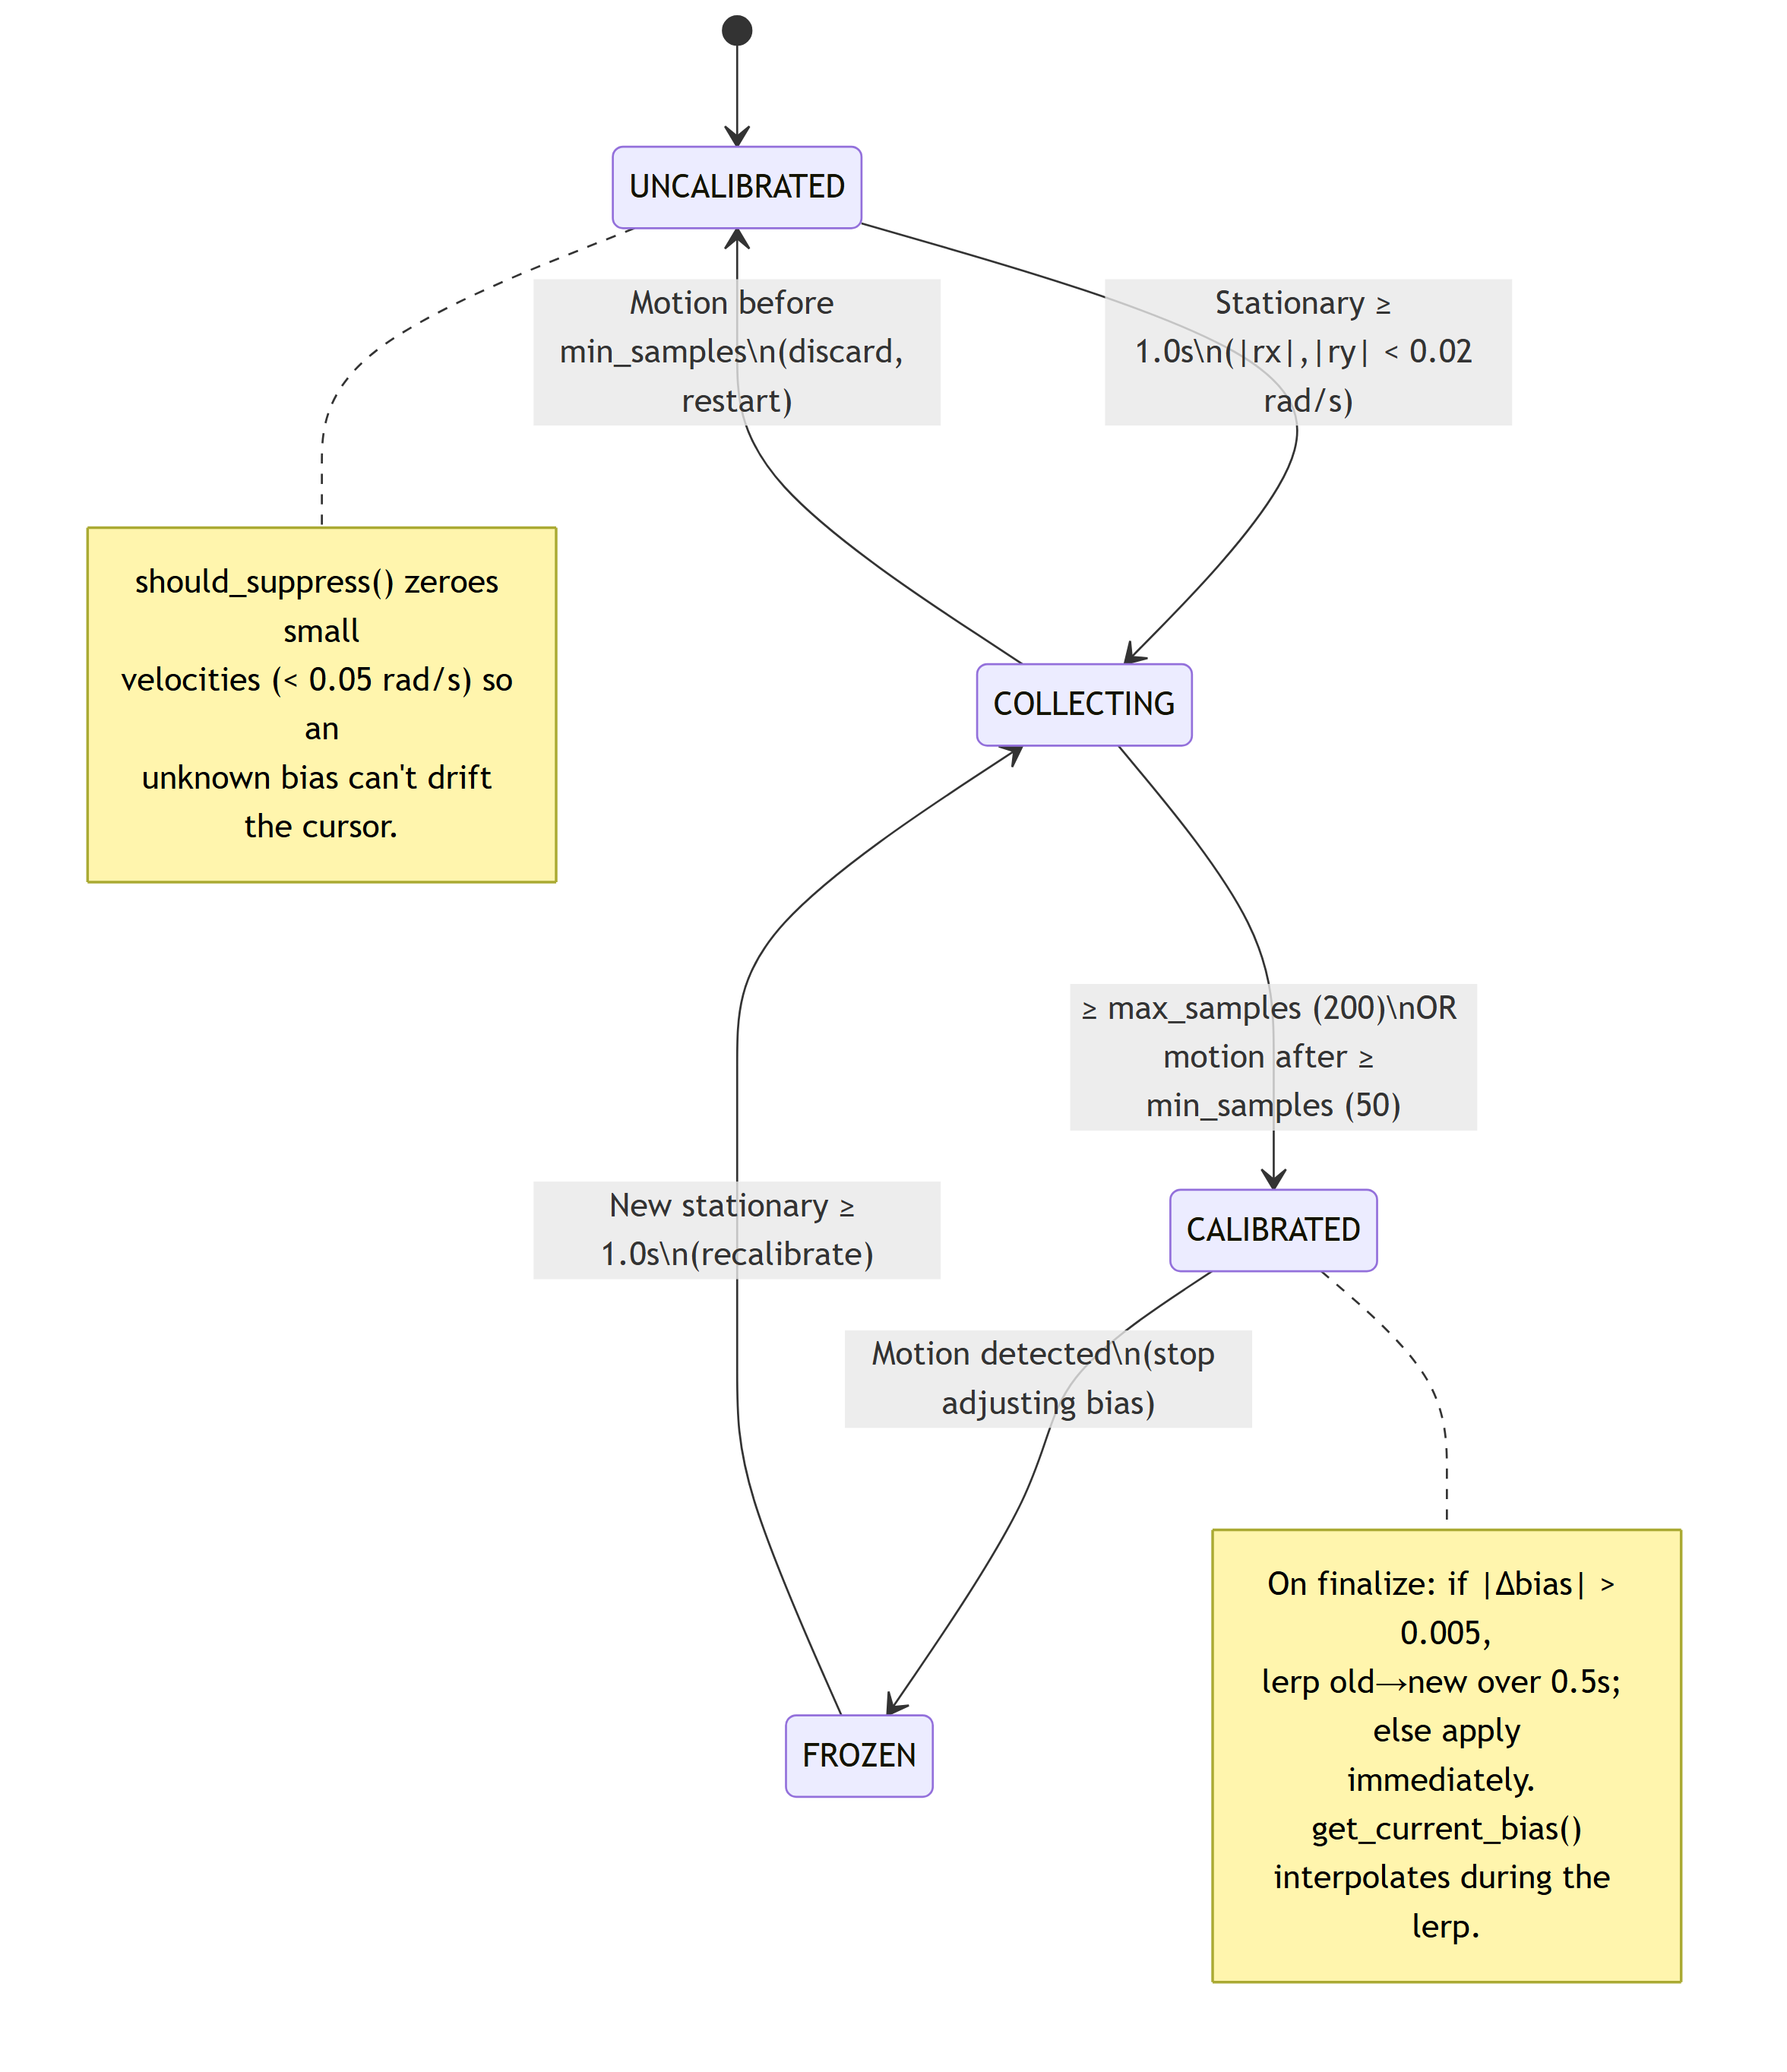 UNCALIBRATED
Motion before
min_samples\n(discard,
restart)
Stationary ≥
1.0s\n(|rx|,|ry| < 0.02
rad/s)
should_suppress() zeroes
small
velocities (< 0.05 rad/s) so
an
unknown bias can't drift
the cursor.
COLLECTING
≥ max_samples (200)\nOR
motion after ≥
min_samples (50)
New stationary ≥
1.0s\n(recalibrate)
CALIBRATED
Motion detected\n(stop
adjusting bias)
On finalize: if |Δbias| >
0.005,
lerp old→new over 0.5s;
else apply
immediately.
get_current_bias()
interpolates during the
lerp.
FROZEN